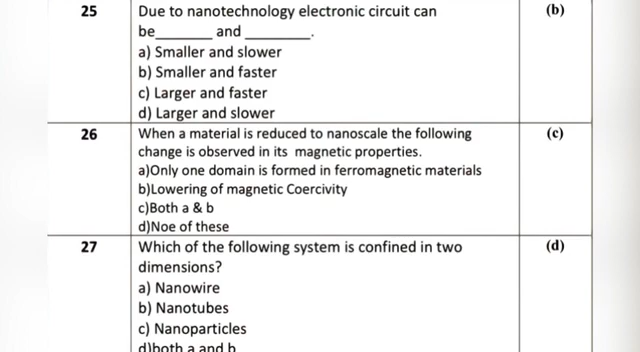 25 Due to nanotechnology electronic circuit can (b)
be_______ and ________.
a) Smaller and slower
b) Smaller and faster
c) Larger and faster
d) Larger and slower
26 When a material is reduced to nanoscale the following (c)
change is observed in its magnetic properties.
a)Only one domain is formed in ferromagnetic materials
b)Lowering of magnetic Coercivity
c)Both a & b
d)Noe of these
27 Which of the following system is confined in two (d)
dimensions?
a) Nanowire
b) Nanotubes
c) Nanoparticles
d)both a and b